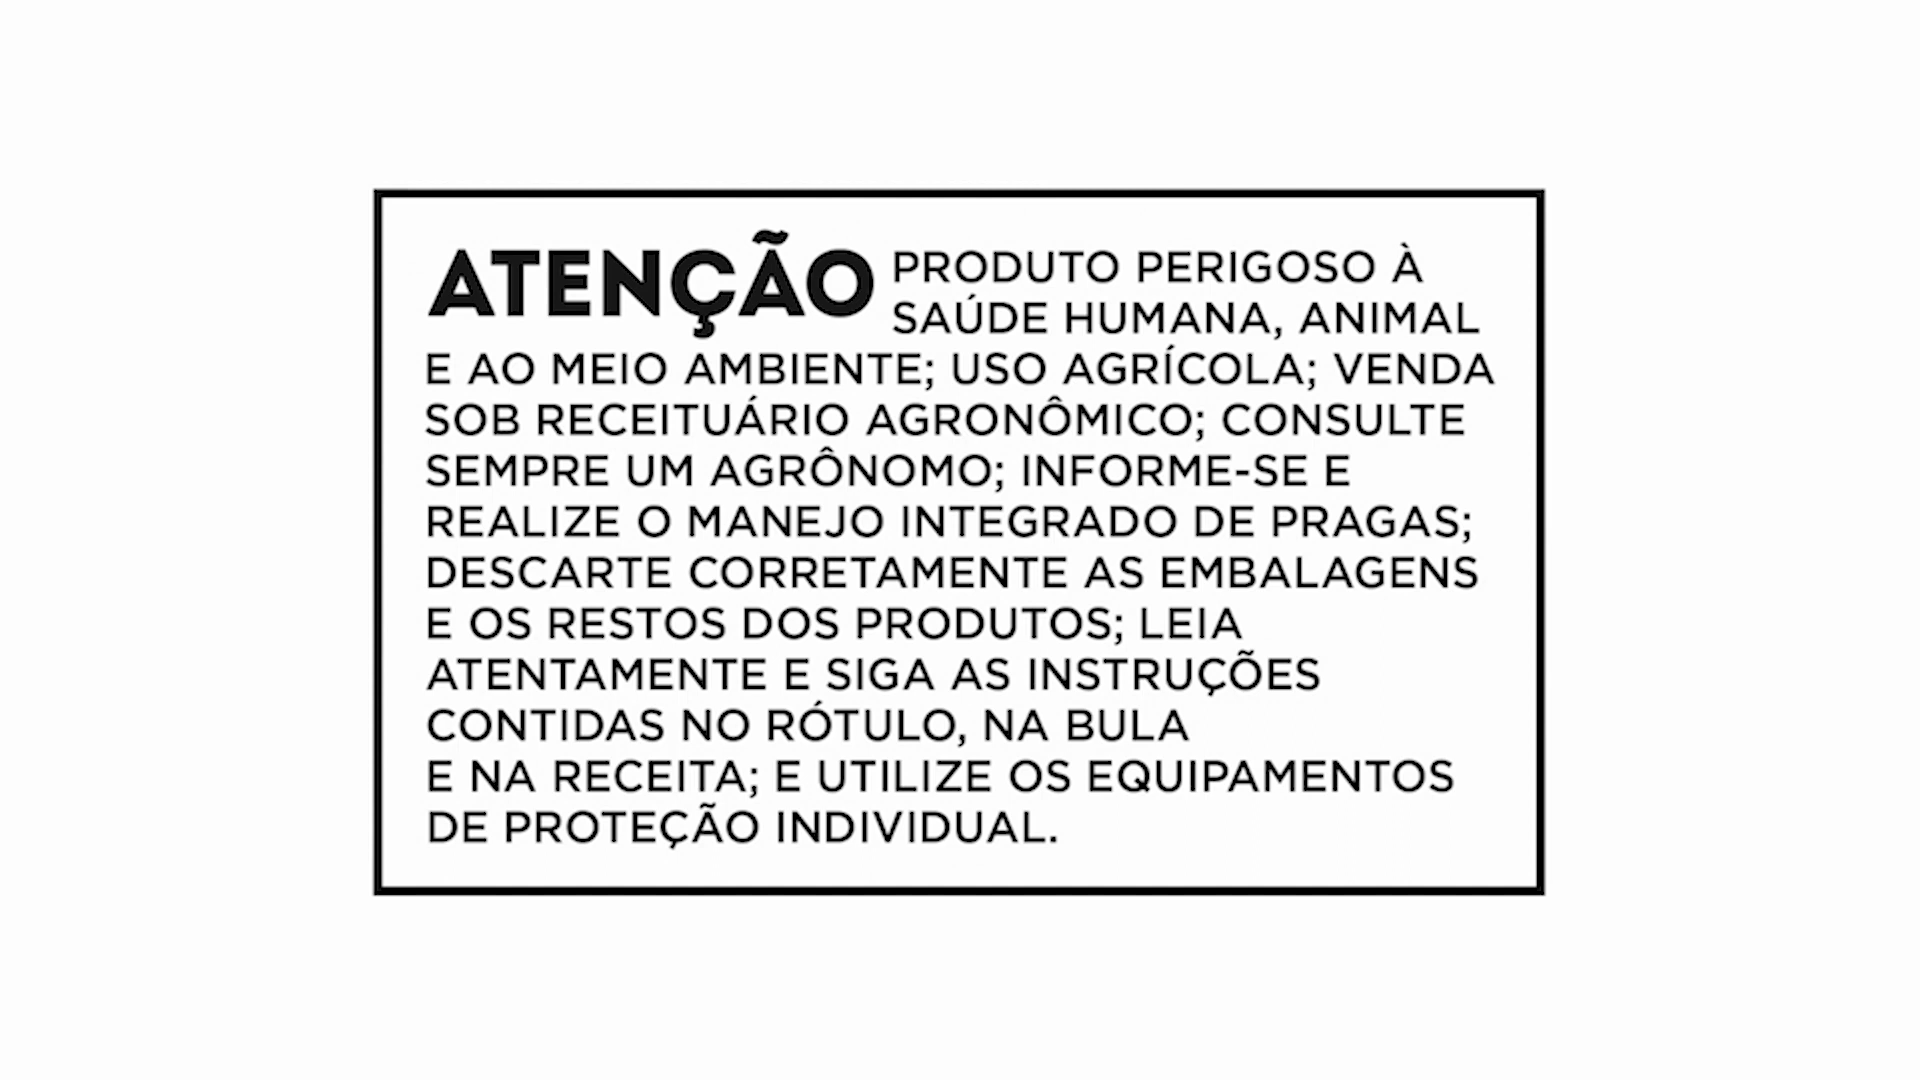 ATENÇÃO PRODUTO PERIGOSO À
SAÚDE HUMANA, ANIMAL
E AO MEIO AMBIENTE; USO AGRÍCOLA; VENDA
SOB RECEITUÁRIO AGRONÔMICO; CONSULTE
SEMPRE UM AGRÔNOMO; INFORME-SE E
REALIZE O MANEJO INTEGRADO DE PRAGAS;
DESCARTE CORRETAMENTE AS EMBALAGENS
E OS RESTOS DOS PRODUTOS; LEIA
ATENTAMENTE E SIGA AS INSTRUÇÕES
CONTIDAS NO RÓTULO, NA BULA
E NA RECEITA; E UTILIZE OS EQUIPAMENTOS
DE PROTEÇÃO INDIVIDUAL.